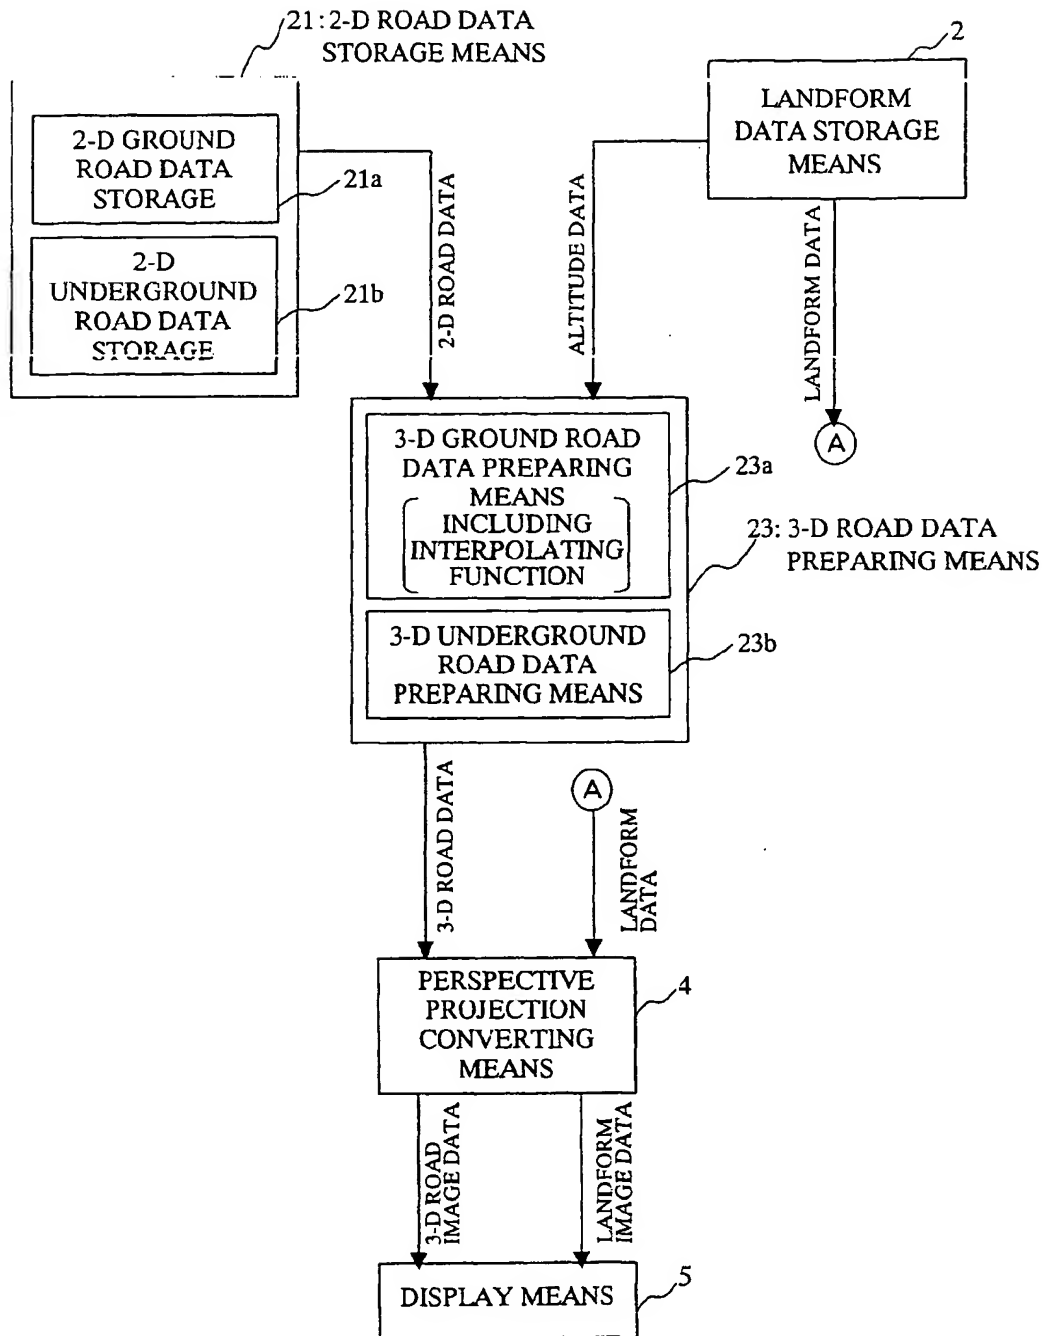 21:2-D ROAD DATA
STORAGE MEANS
2
LANDFORM
DATA STORAGE
MEANS
2-D GROUND
ROAD DATA
STORAGE
21a
2-D
UNDERGROUND
ROAD DATA
STORAGE
21b
2-D ROAD DATA
ALTITUDE DATA
LANDFORM DATA
A
3-D GROUND ROAD
DATA PREPARING
MEANS
INCLUDING
INTERPOLATING
FUNCTION
23a
23: 3-D ROAD DATA
PREPARING MEANS
3-D UNDERGROUND
ROAD DATA
PREPARING MEANS
23b
3-D ROAD DATA
A
LANDFORM
DATA
PERSPECTIVE
PROJECTION
CONVERTING
MEANS
4
3-D ROAD
IMAGE DATA
LANDFORM
IMAGE DATA
DISPLAY MEANS
5